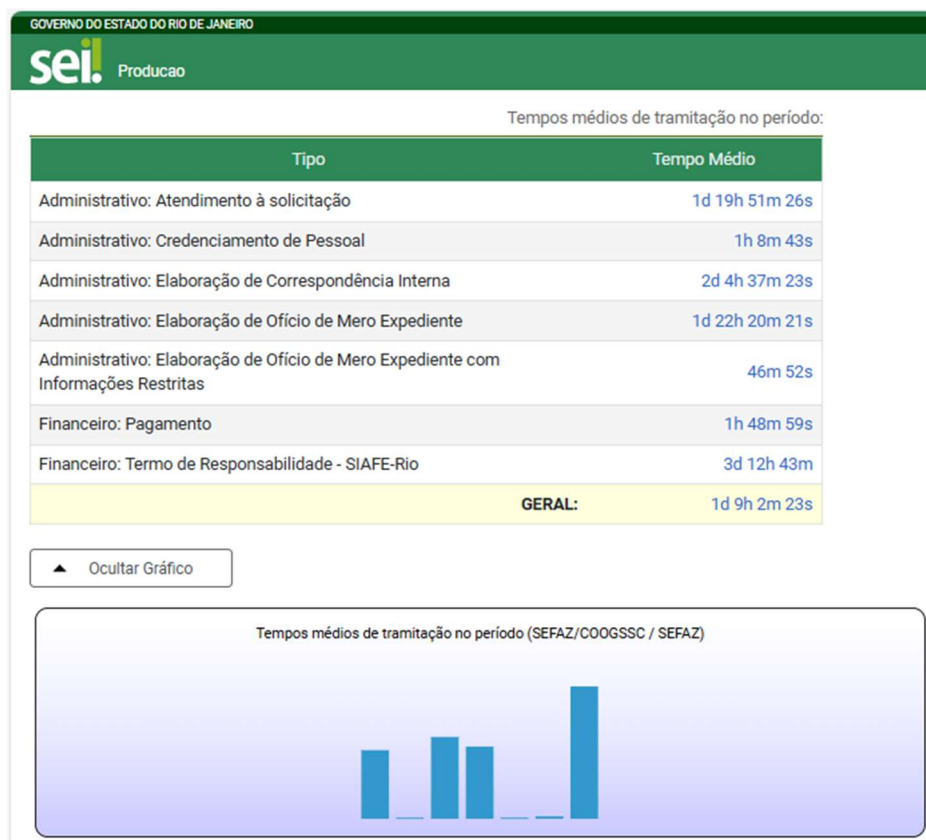 GOVERNO DO ESTADO DO RIO DE JANEIRO
sei! Producao
Tempos médios de tramitação no período:
Tipo Tempo Médio
Administrativo: Atendimento à solicitação 1d 19h 51m 26s
Administrativo: Credenciamento de Pessoal 1h 8m 43s
Administrativo: Elaboração de Correspondência Interna 2d 4h 37m 23s
Administrativo: Elaboração de Ofício de Mero Expediente 1d 22h 20m 21s
Administrativo: Elaboração de Ofício de Mero Expediente com
Informações Restritas 46m 52s
Financeiro: Pagamento 1h 48m 59s
Financeiro: Termo de Responsabilidade - SIAFE-Rio 3d 12h 43m
GERAL: 1d 9h 2m 23s
Ocultar Gráfico
Tempos médios de tramitação no período (SEFAZ/COOGSSC / SEFAZ)